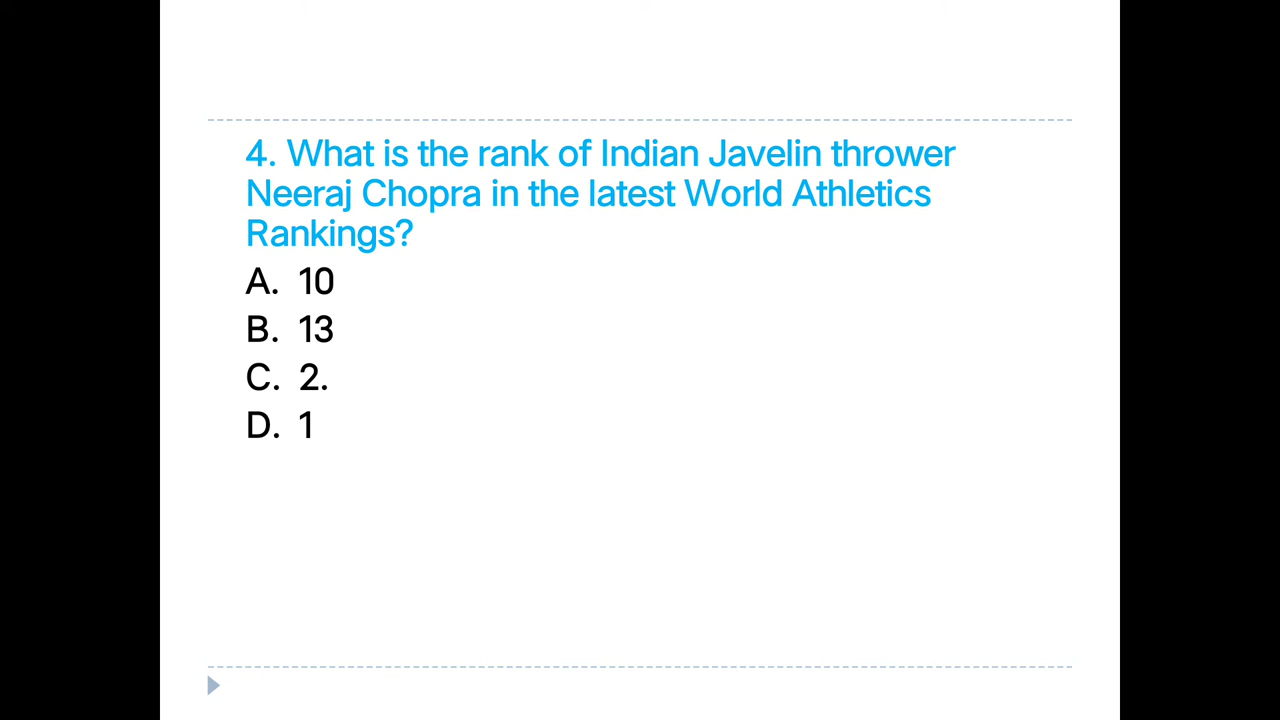 4. What is the rank of Indian Javelin thrower
Neeraj Chopra in the latest World Athletics
Rankings?
A. 10
B. 13
C. 2.
D. 1